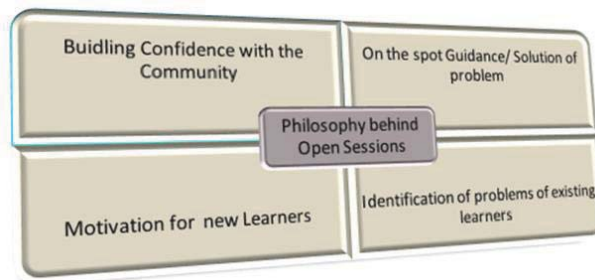 Buidling Confidence with the
Community
On the spot Guidance/ Solution of
problem
Philosophy behind
Open Sessions
Motivation for new Learners
Identification of problems of existing
learners